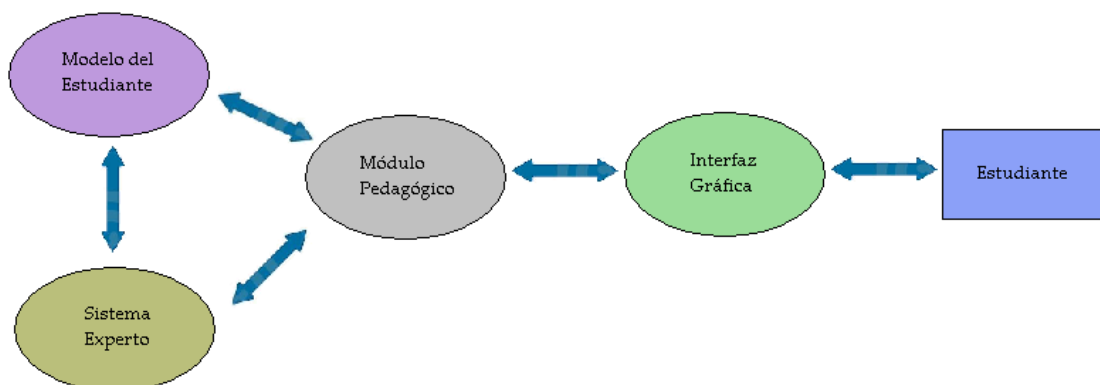 Modelo del
Estudiante
Módulo
Pedagógico
Interfaz
Gráfica
Estudiante
Sistema
Experto